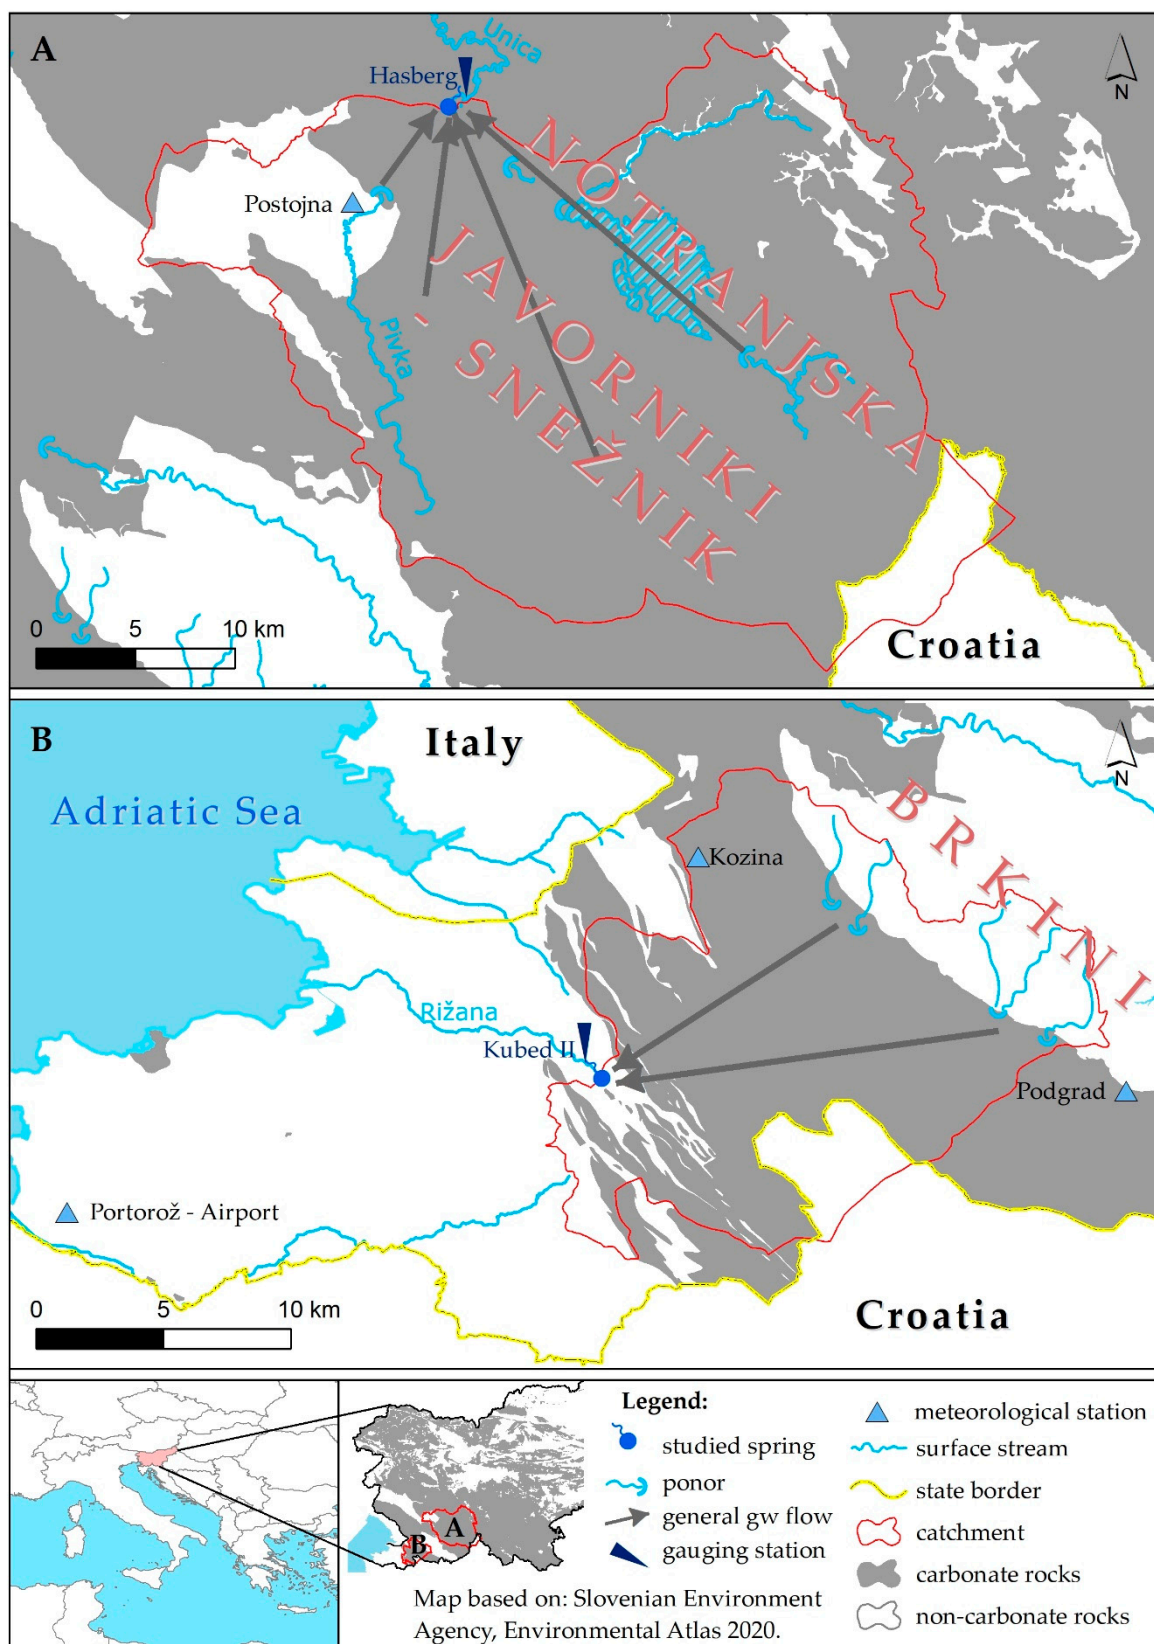 A
Unica
Hasberg
N
NOTRANJSKA
Postojna
JAVORNIKI
- SNEŽNIK
Pivka
0 5 10 km
Croatia
B
Italy
N
Adriatic Sea
BRKINI
Kozina
Rižana
Kubed II
Podgrad
Portorož - Airport
0 5 10 km
Croatia
A
B
Legend:
studied spring
ponor
general gw flow
gauging station
meteorological station
surface stream
state border
catchment
carbonate rocks
non-carbonate rocks
Map based on: Slovenian Environment
Agency, Environmental Atlas 2020.